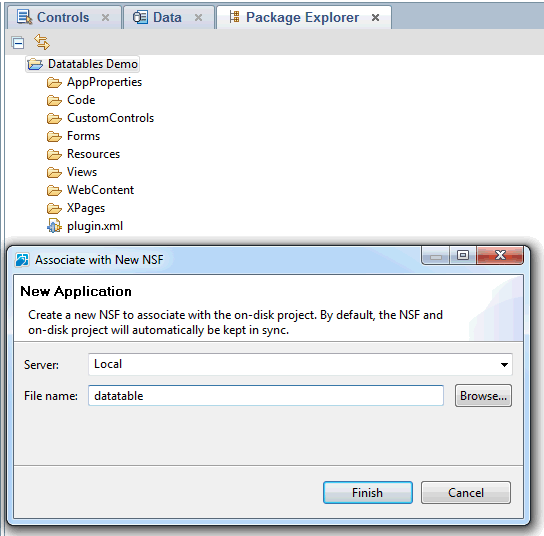 Controls Data Package Explorer
Datatables Demo
AppProperties
Code
CustomControls
Forms
Resources
Views
WebContent
XPages
plugin.xml
Associate with New NSF
New Application
Create a new NSF to associate with the on-disk project. By default, the NSF and
on-disk project will automatically be kept in sync.
Server: Local
File name: datatable Browse...
Finish Cancel